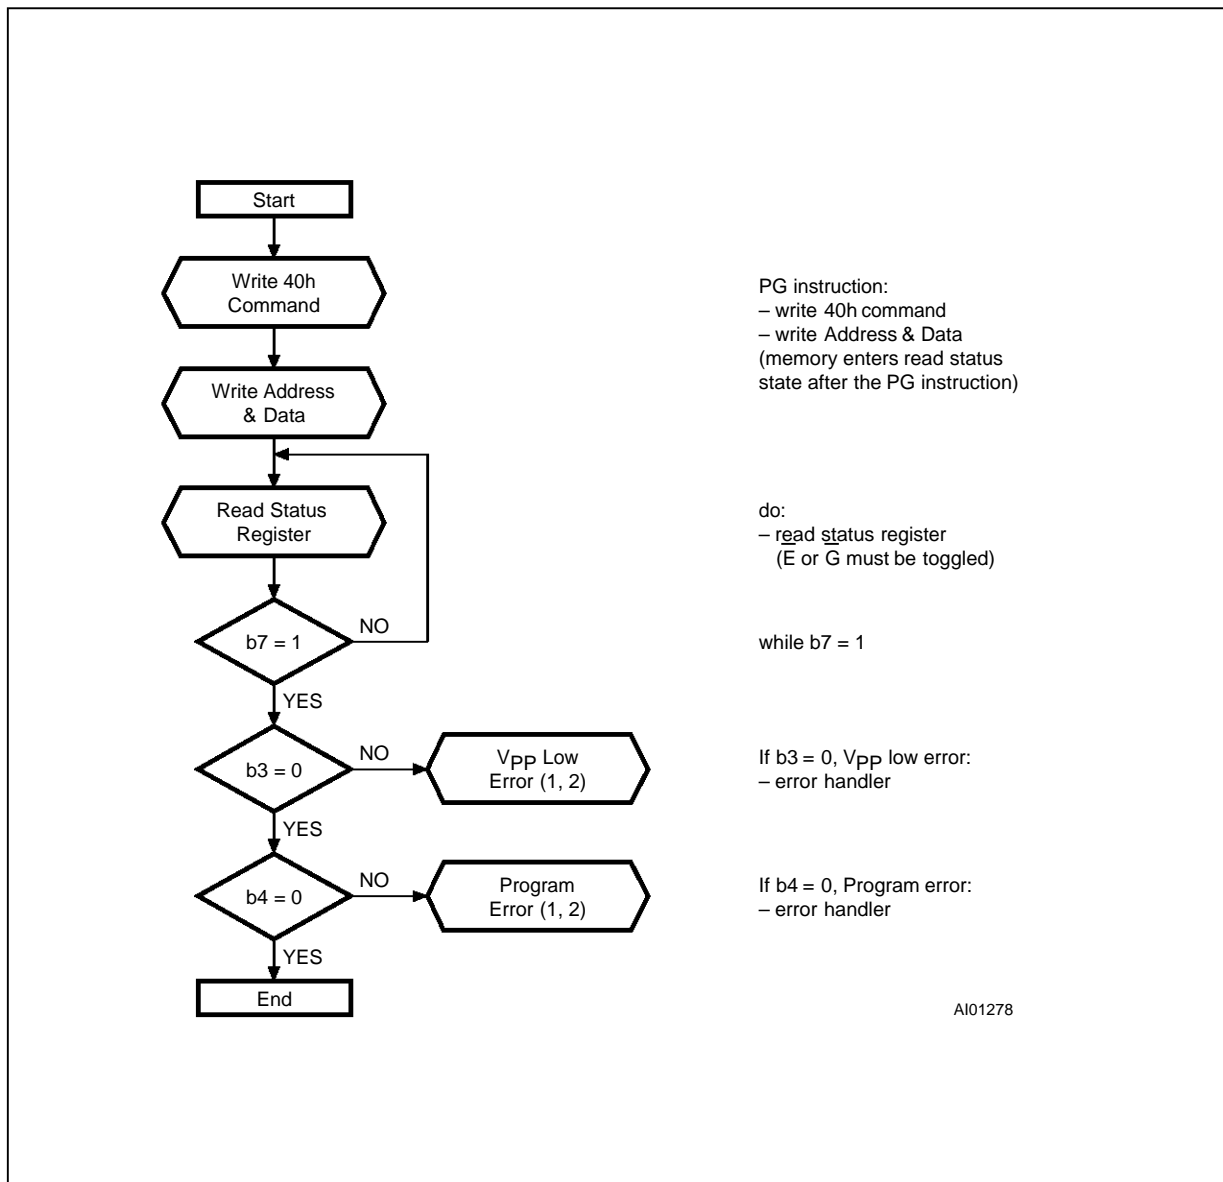 Start
Write 40h
Command
PG instruction:
– write 40h command
– write Address & Data
(memory enters read status
state after the PG instruction)
Write Address
& Data
Read Status
Register
do:
– read status register
(E̅ or G̅ must be toggled)
b7 = 1
NO
while b7 = 1
YES
b3 = 0
NO
VPP Low
Error (1, 2)
If b3 = 0, VPP low error:
– error handler
YES
b4 = 0
NO
Program
Error (1, 2)
If b4 = 0, Program error:
– error handler
YES
End
AI01278